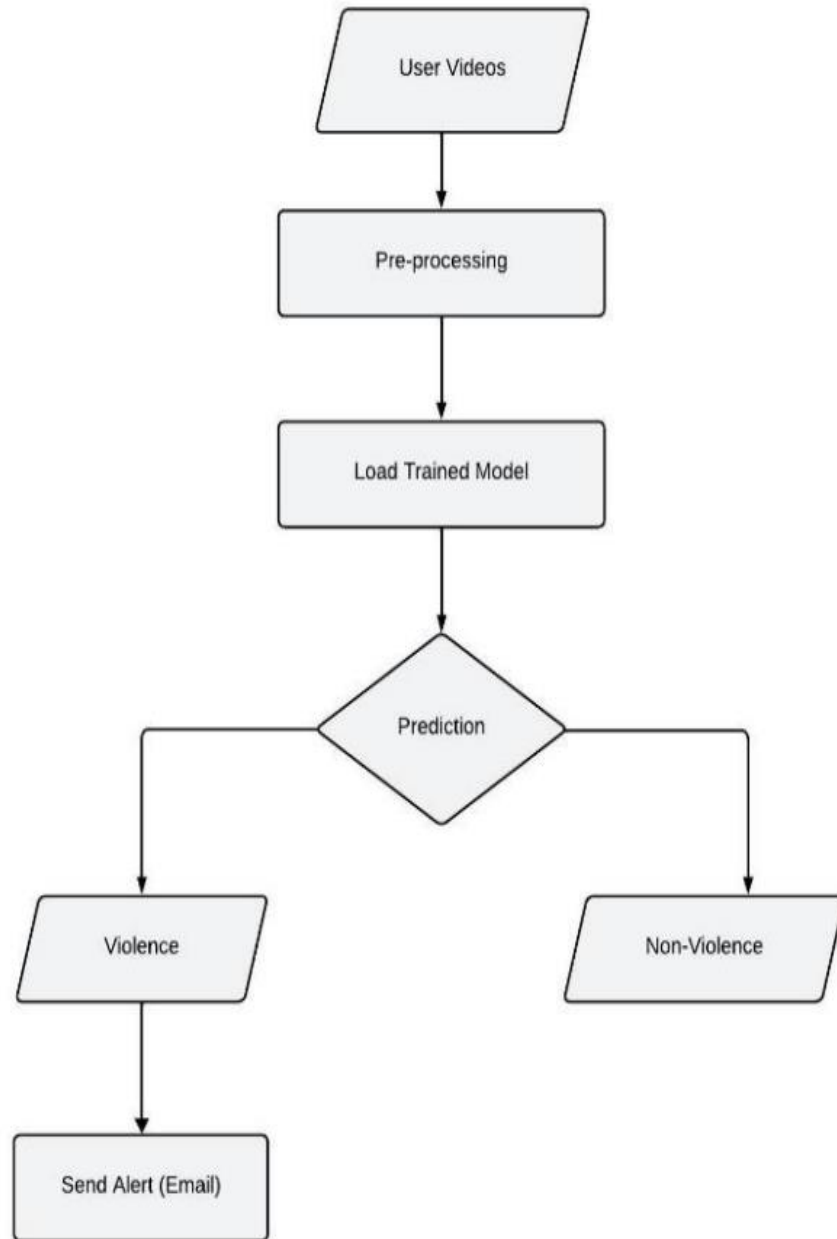 User Videos
Pre-processing
Load Trained Model
Prediction
Violence
Non-Violence
Send Alert (Email)